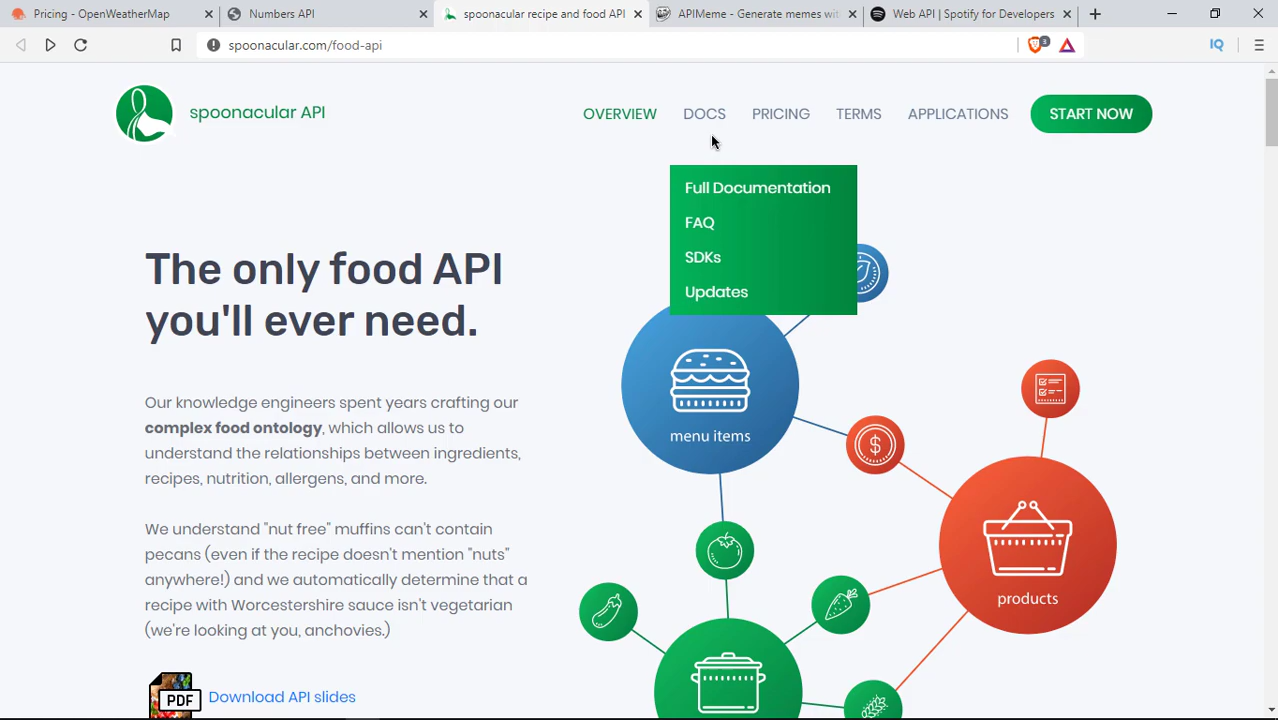 Pricing - OpenWeatherMap
Numbers API
spoonacular recipe and food API
APIMeme - Generate memes wit
Web API | Spotify for Developers
spoonacular.com/food-api
3
IQ
spoonacular API
OVERVIEW
DOCS
PRICING
TERMS
APPLICATIONS
START NOW
Full Documentation
FAQ
SDKs
Updates
The only food API
you'll ever need.
Our knowledge engineers spent years crafting our
complex food ontology, which allows us to
understand the relationships between ingredients,
recipes, nutrition, allergens, and more.
We understand "nut free" muffins can't contain
pecans (even if the recipe doesn't mention "nuts"
anywhere!) and we automatically determine that a
recipe with Worcestershire sauce isn't vegetarian
(we're looking at you, anchovies.)
PDF
Download API slides
menu items
$
products